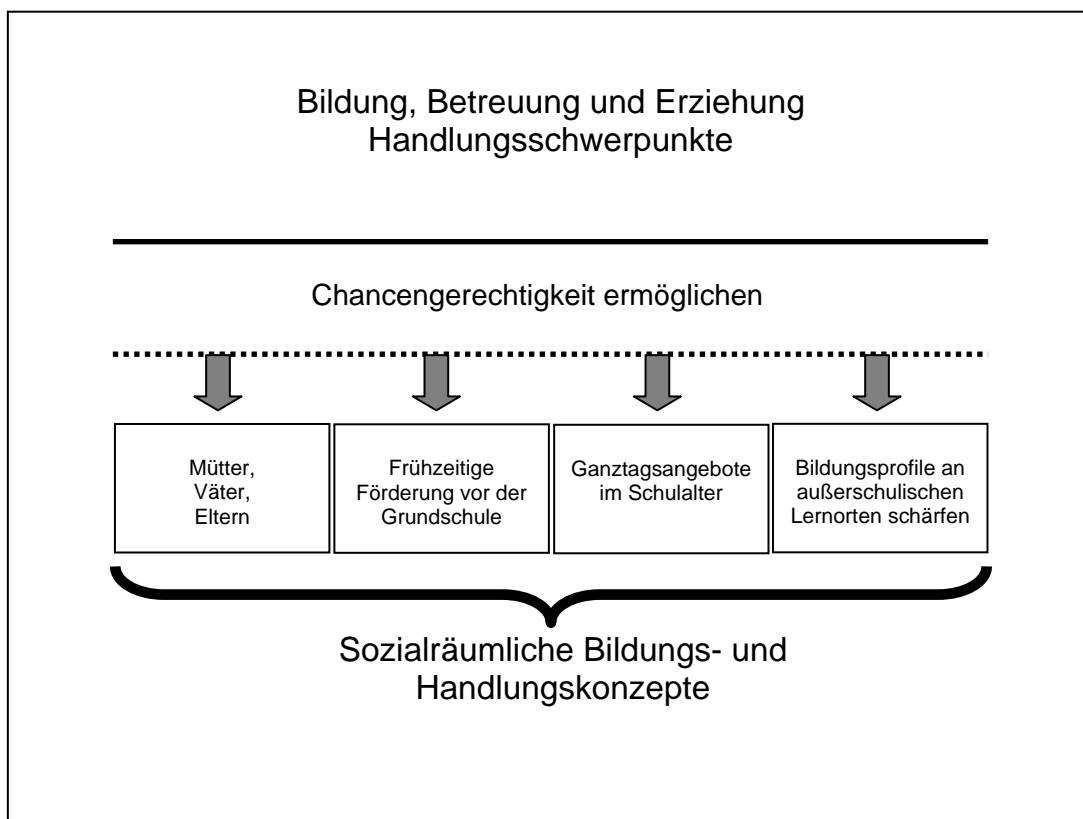 Bildung, Betreuung und Erziehung
Handlungsschwerpunkte
Chancengerechtigkeit ermöglichen
Mütter,
Väter,
Eltern
Frühzeitige
Förderung vor der
Grundschule
Ganztagsangebote
im Schulalter
Bildungsprofile an
außerschulischen
Lernorten schärfen
Sozialräumliche Bildungs- und
Handlungskonzepte